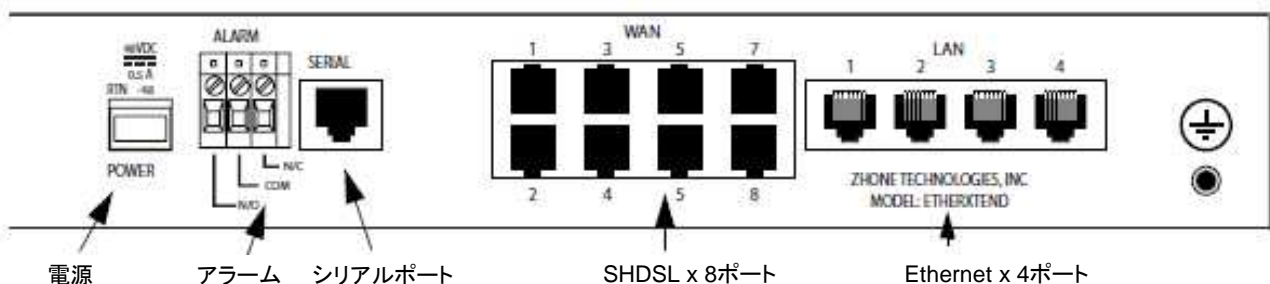 ALARM
WAN
48VDC
0.5 A
SERIAL
1 3 5 7
LAN
1 2 3 4
RTN -48
POWER
N/C
COM
N/O
2 4 5 8
ZHONE TECHNOLOGIES, INC
MODEL: ETHERXTEND
電源 アラーム シリアルポート SHDSL x 8ポート Ethernet x 4ポート